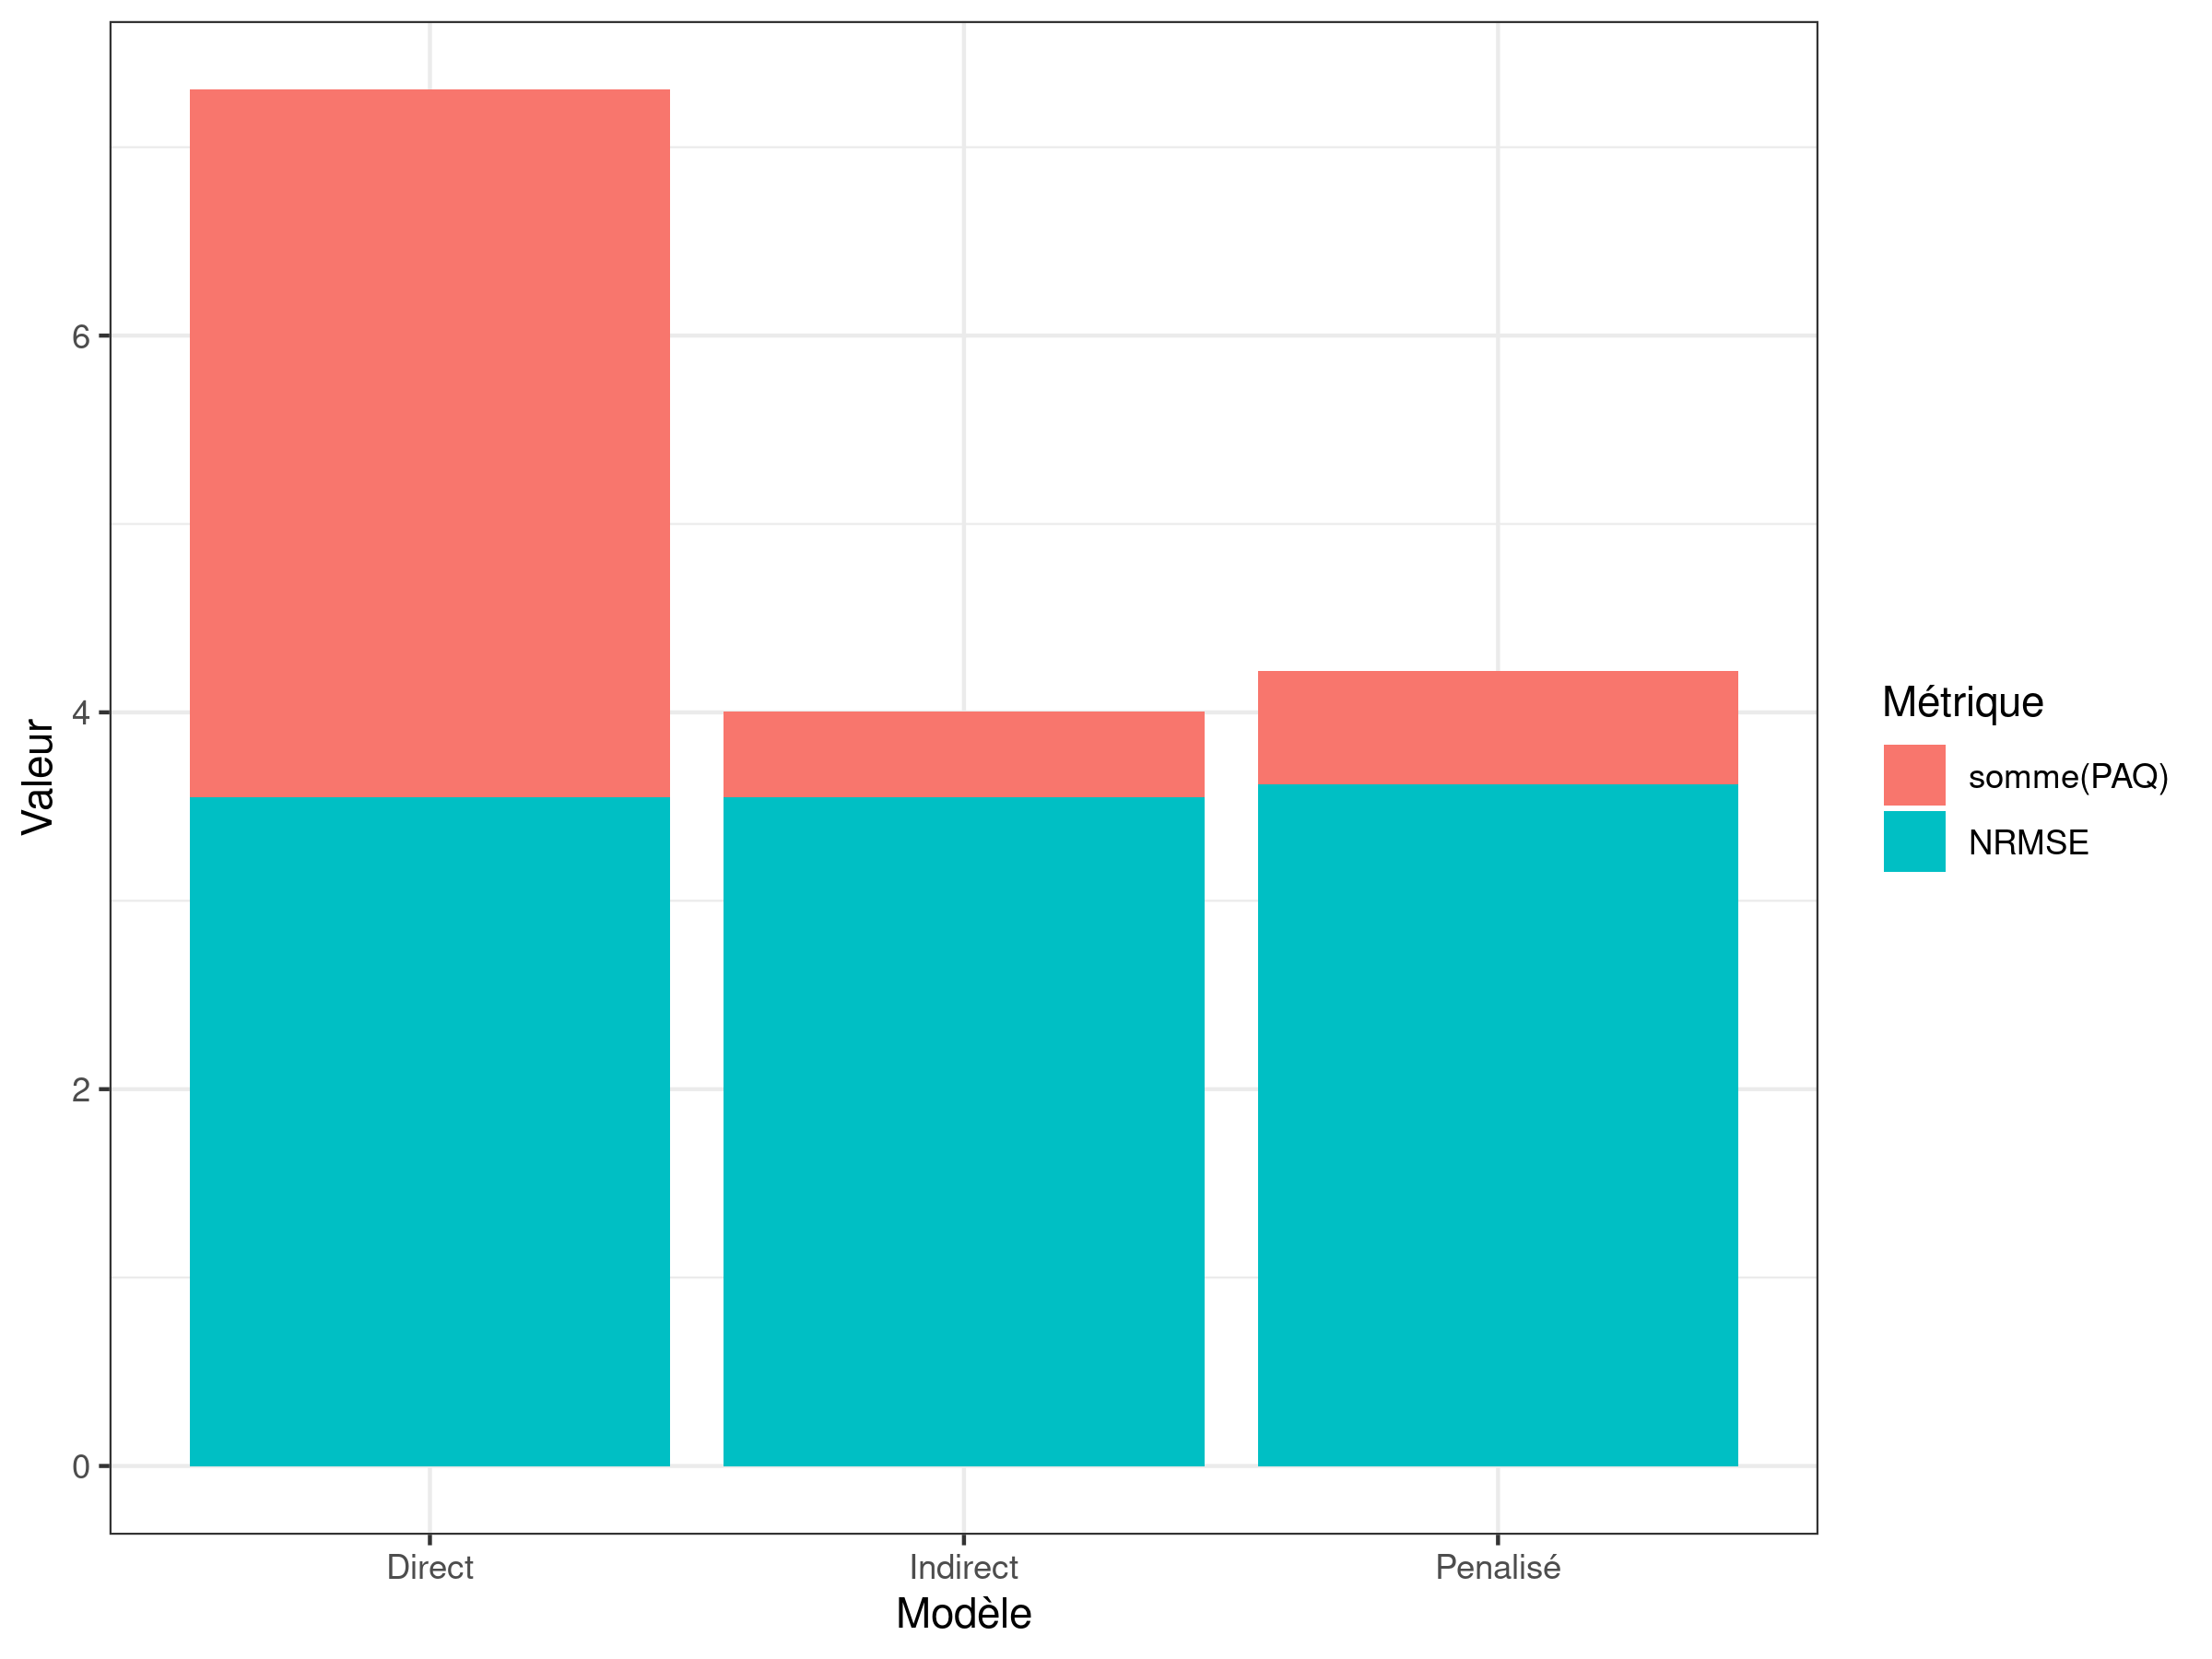 Valeur
6
4
2
0
Direct
Indirect
Penalisé
Modèle
Métrique
somme(PAQ)
NRMSE